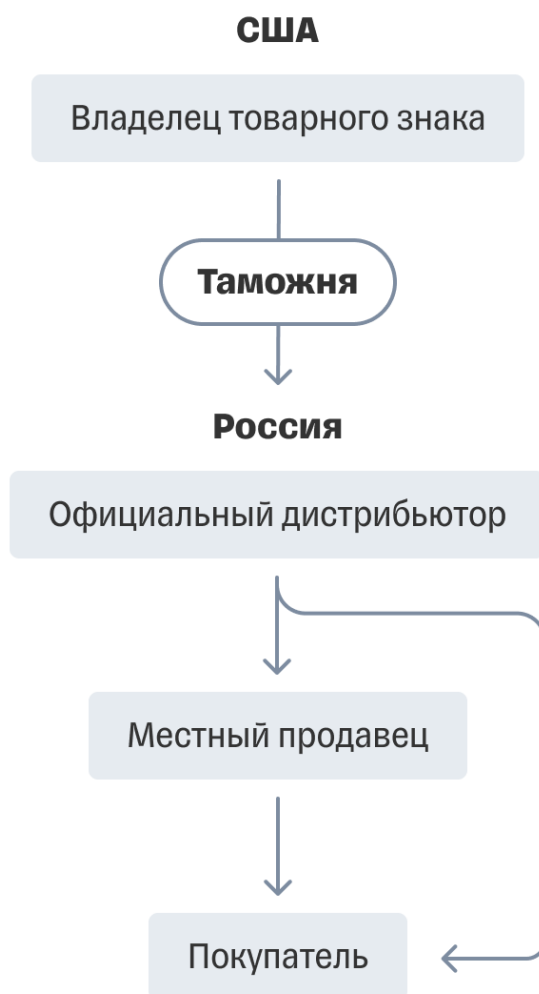 США
Владелец товарного знака
Таможня
Россия
Официальный дистрибьютор
Местный продавец
Покупатель